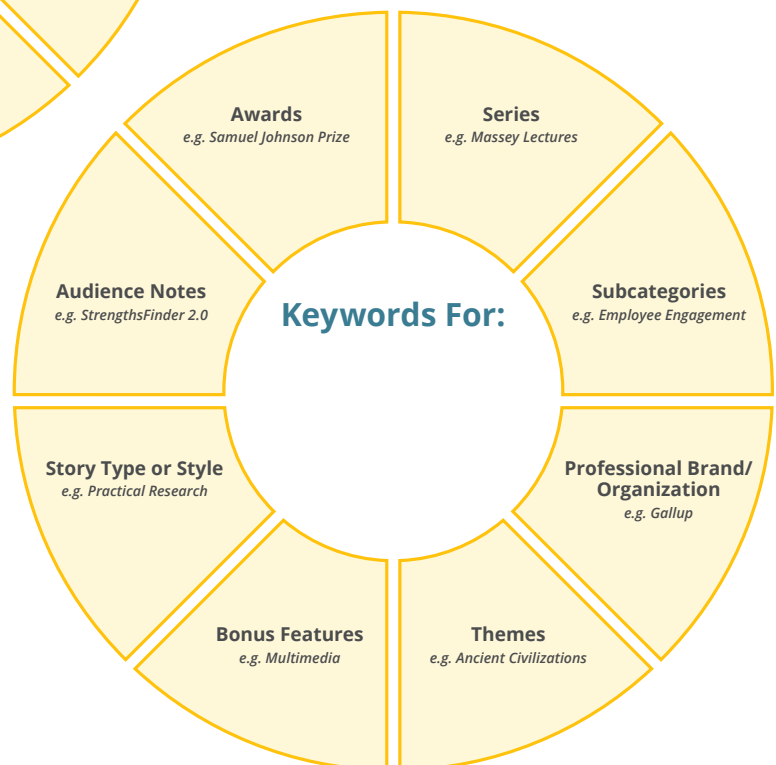 Awards
e.g. Samuel Johnson Prize
Series
e.g. Massey Lectures
Audience Notes
e.g. StrengthsFinder 2.0
Keywords For:
Subcategories
e.g. Employee Engagement
Story Type or Style
e.g. Practical Research
Professional Brand/
Organization
e.g. Gallup
Bonus Features
e.g. Multimedia
Themes
e.g. Ancient Civilizations